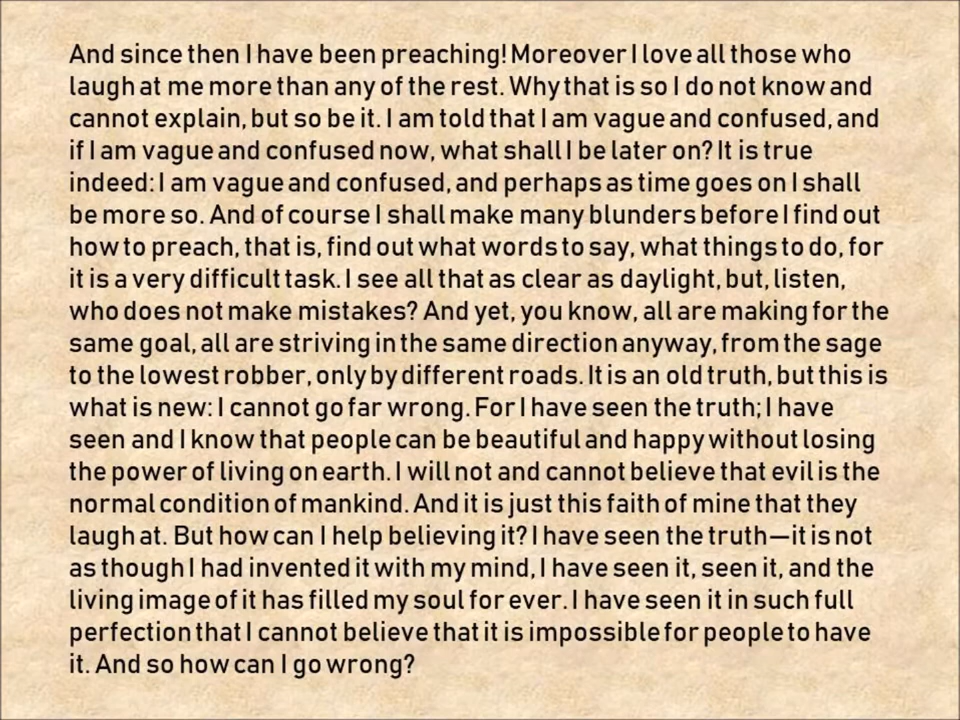 And since then I have been preaching! Moreover I love all those who
laugh at me more than any of the rest. Why that is so I do not know and
cannot explain, but so be it. I am told that I am vague and confused, and
if I am vague and confused now, what shall I be later on? It is true
indeed: I am vague and confused, and perhaps as time goes on I shall
be more so. And of course I shall make many blunders before I find out
how to preach, that is, find out what words to say, what things to do, for
it is a very difficult task. I see all that as clear as daylight, but, listen,
who does not make mistakes? And yet, you know, all are making for the
same goal, all are striving in the same direction anyway, from the sage
to the lowest robber, only by different roads. It is an old truth, but this is
what is new: I cannot go far wrong. For I have seen the truth; I have
seen and I know that people can be beautiful and happy without losing
the power of living on earth. I will not and cannot believe that evil is the
normal condition of mankind. And it is just this faith of mine that they
laugh at. But how can I help believing it? I have seen the truth—it is not
as though I had invented it with my mind, I have seen it, seen it, and the
living image of it has filled my soul for ever. I have seen it in such full
perfection that I cannot believe that it is impossible for people to have
it. And so how can I go wrong?